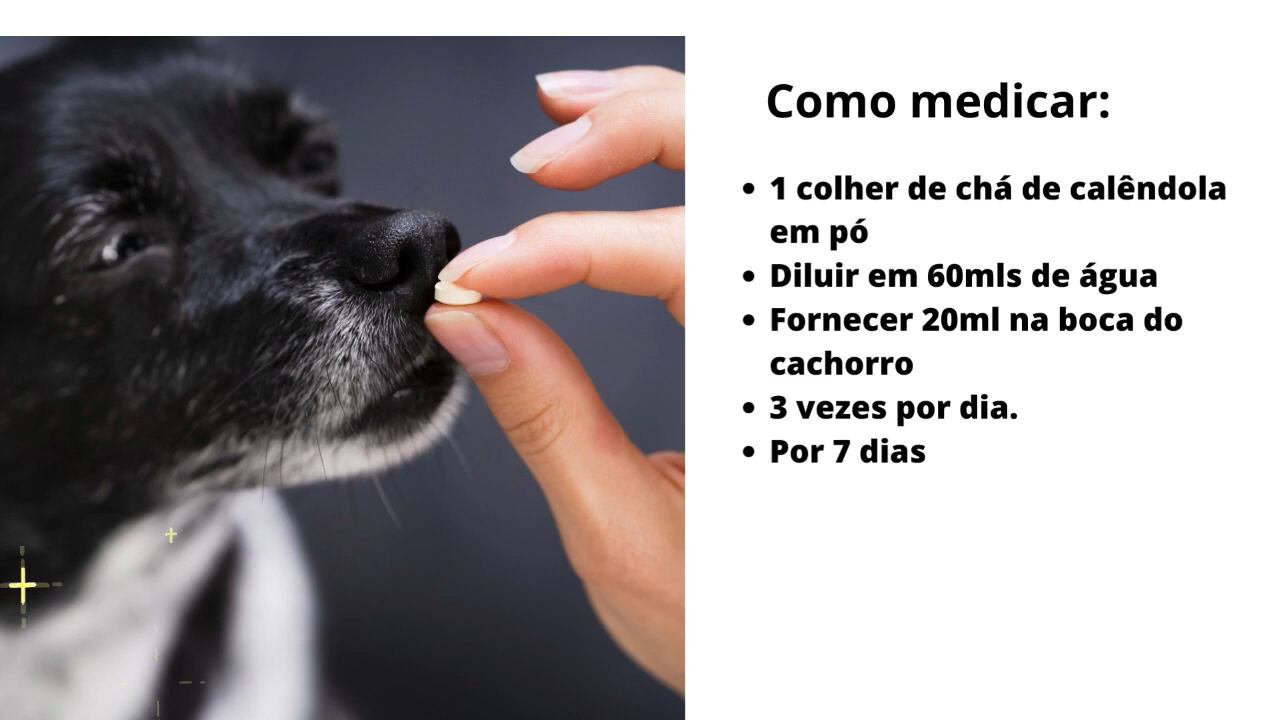 Como medicar:
• 1 colher de chá de calêndola
em pó
• Diluir em 60mls de água
• Fornecer 20ml na boca do
cachorro
• 3 vezes por dia.
• Por 7 dias